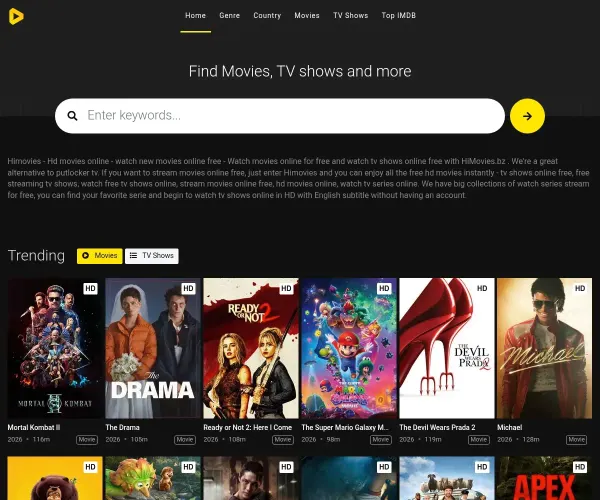 Home Genre Country Movies TV Shows Top IMDB
Find Movies, TV shows and more
Enter keywords...
Himovies - Hd movies online - watch new movies online free - Watch movies online for free and watch tv shows online free with HiMovies.bz . We're a great
alternative to putlocker tv. If you want to stream movies online free, just enter Himovies and you can enjoy all the free hd movies instantly - tv shows online free, free
streaming tv shows, watch free tv shows online, stream movies online free, hd movies online, watch tv series online. We have big collections of watch series stream
for free, you can find your favorite serie and begin to watch tv shows online in HD with English subtitle without having an account.
Trending Movies TV Shows
HD HD HD HD HD HD
MORTAL KOMBAT II
The DRAMA
READY OR NOT 2
THE SUPER MARIO GALAXY MOVIE
THE DEVIL WEARS PRADA 2
Michael
Mortal Kombat II
2026 • 116m Movie
The Drama
2026 • 105m Movie
Ready or Not 2: Here I Come
2026 • 108m Movie
The Super Mario Galaxy M...
2026 • 98m Movie
The Devil Wears Prada 2
2026 • 119m Movie
Michael
2026 • 128m Movie
HD HD HD HD HD HD
APEX